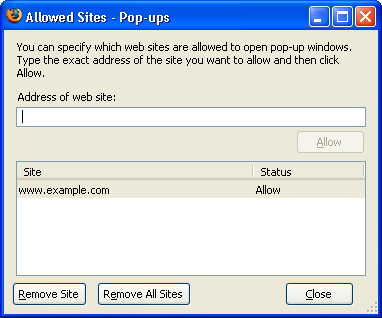 Allowed Sites - Pop-ups
You can specify which web sites are allowed to open pop-up windows.
Type the exact address of the site you want to allow and then click
Allow.
Address of web site:
Allow
Site Status
www.example.com Allow
Remove Site Remove All Sites Close